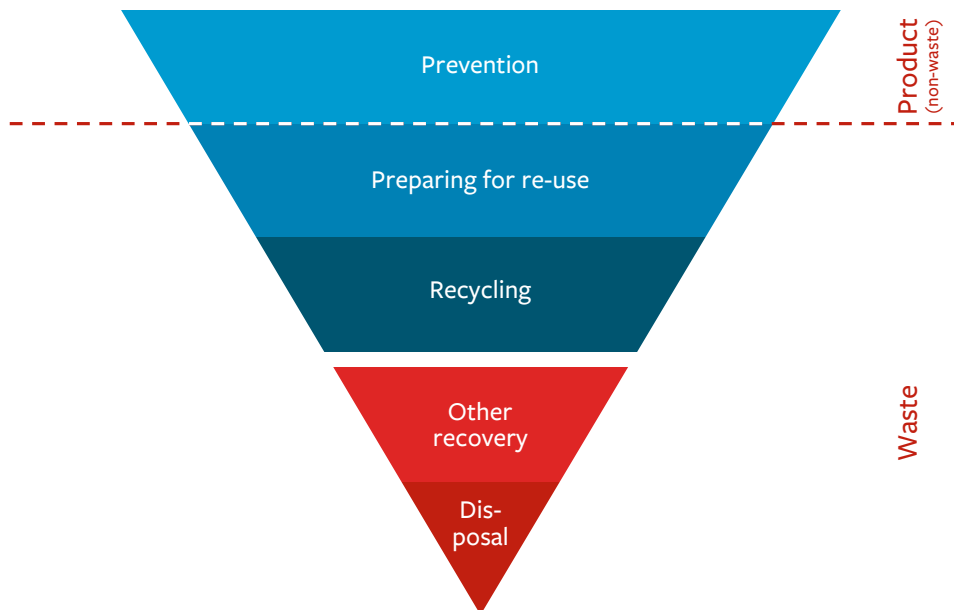 Prevention
Product
(non-waste)
Preparing for re-use
Recycling
Other
recovery
Waste
Dis-
posal